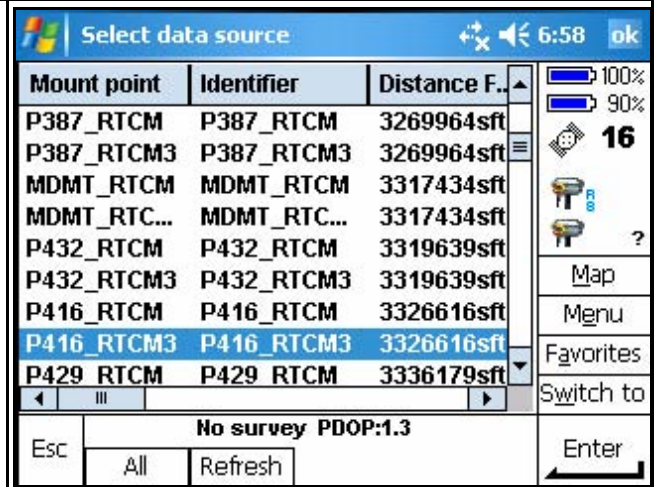 Select data source 6:58 ok
Mount point Identifier Distance F..
P387_RTCM P387_RTCM 3269964sft
P387_RTCM3 P387_RTCM3 3269964sft
MDMT_RTCM MDMT_RTCM 3317434sft
MDMT_RTC... MDMT_RTC... 3317434sft
P432_RTCM P432_RTCM 3319639sft
P432_RTCM3 P432_RTCM3 3319639sft
P416_RTCM P416_RTCM 3326616sft
P416_RTCM3 P416_RTCM3 3326616sft
P429_RTCM P429_RTCM 3336179sft
100%
90%
16
R8
?
Map
Menu
Favorites
Switch to
No survey PDOP:1.3
Esc All Refresh Enter